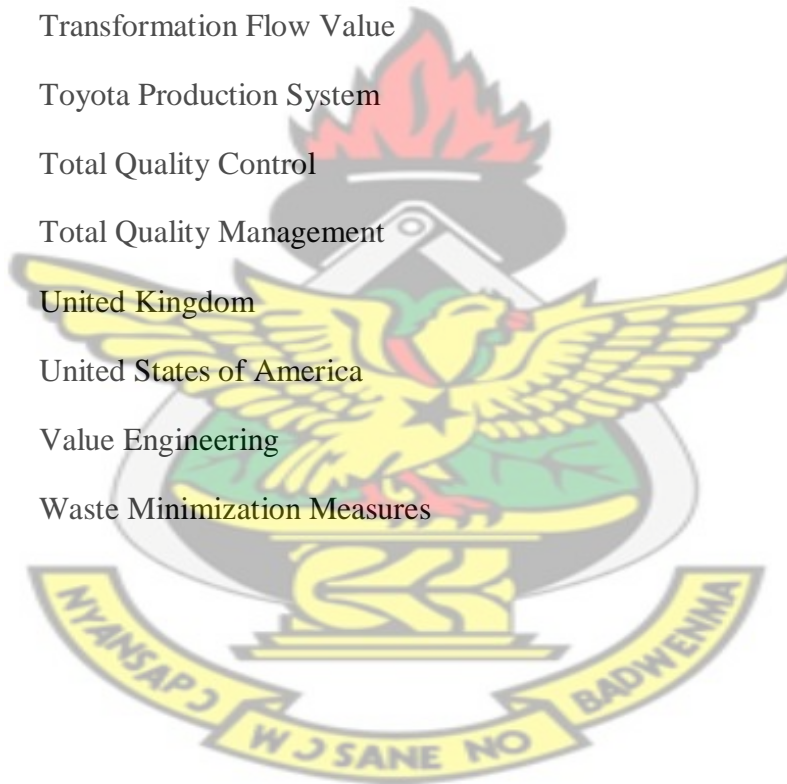 Transformation Flow Value
Toyota Production System
Total Quality Control
Total Quality Management
United Kingdom
United States of America
Value Engineering
Waste Minimization Measures
NYANSAPƆ WƆSANE NO BADWENMA